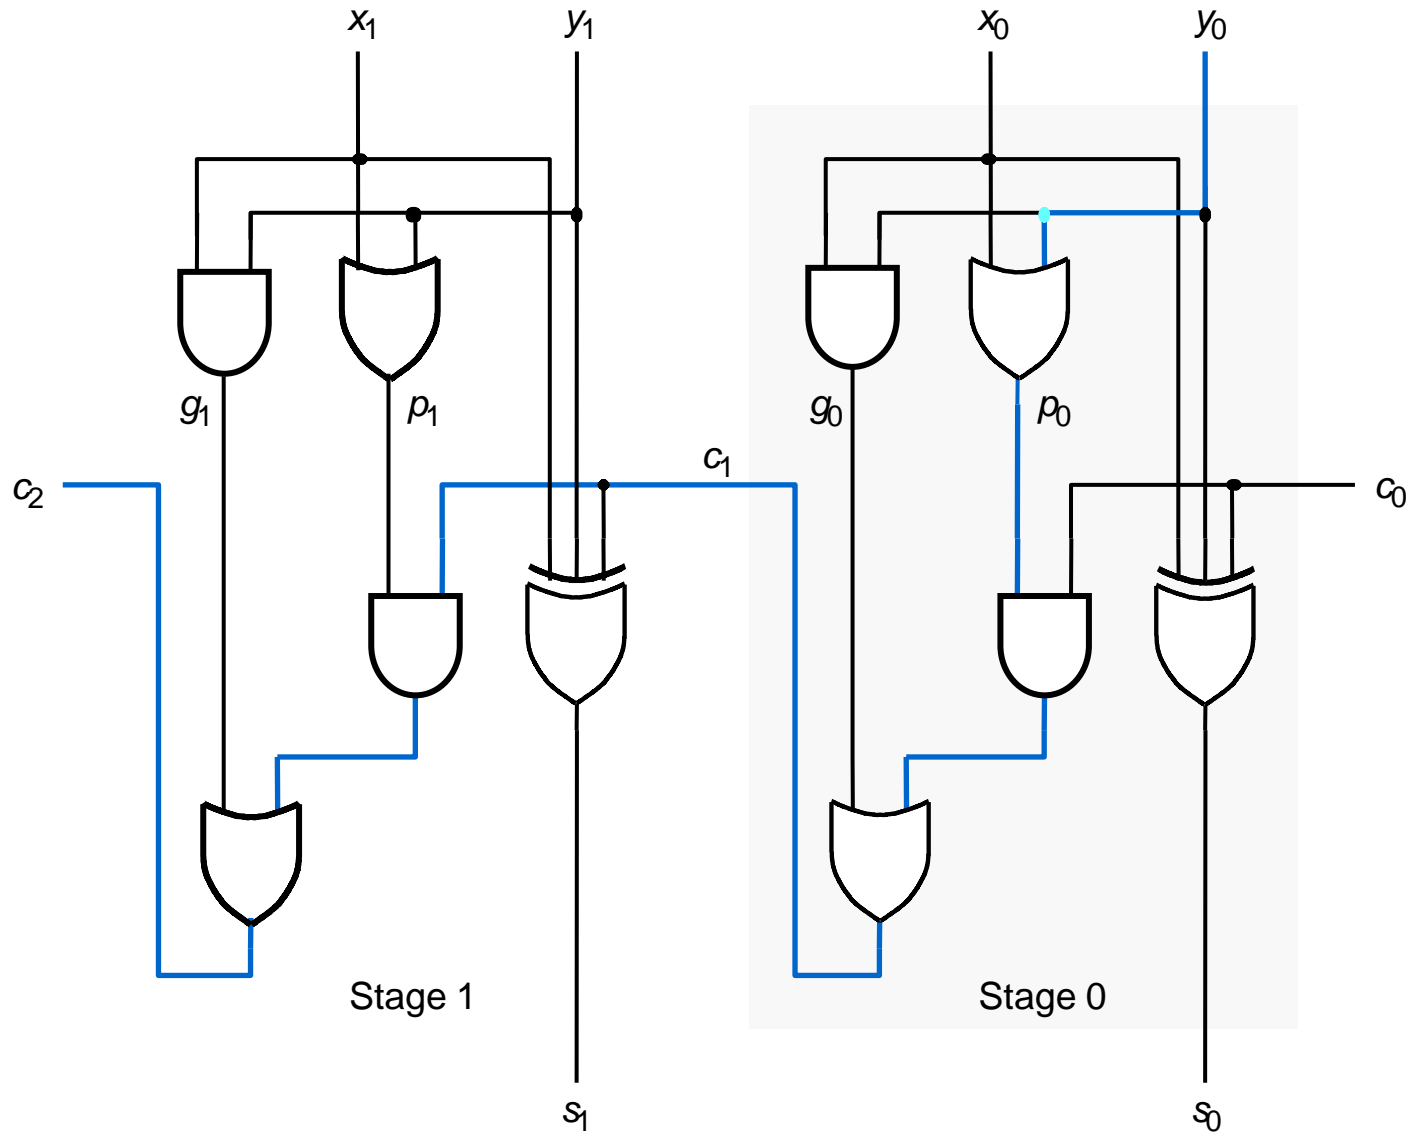 x₁ y₁ x₀ y₀
g₁ p₁ g₀ p₀
c₁
c₂ c₀
Stage 1 Stage 0
s₁ s₀